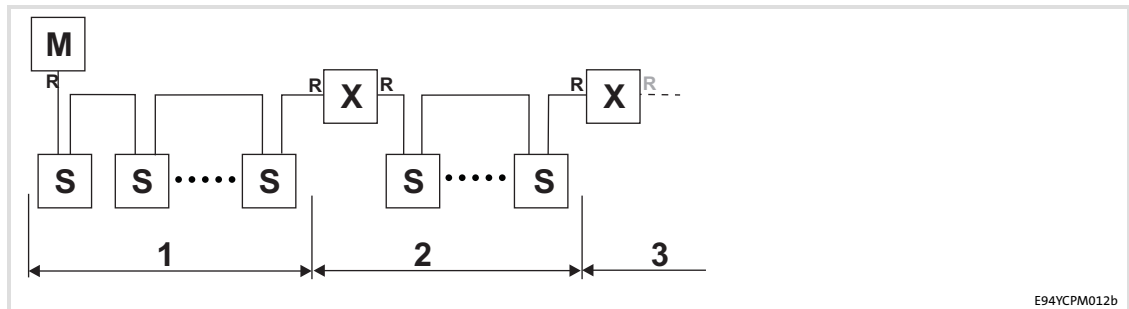 M
R
R X R
R X R
S S S S S
1 2 3
E94YCPM012b